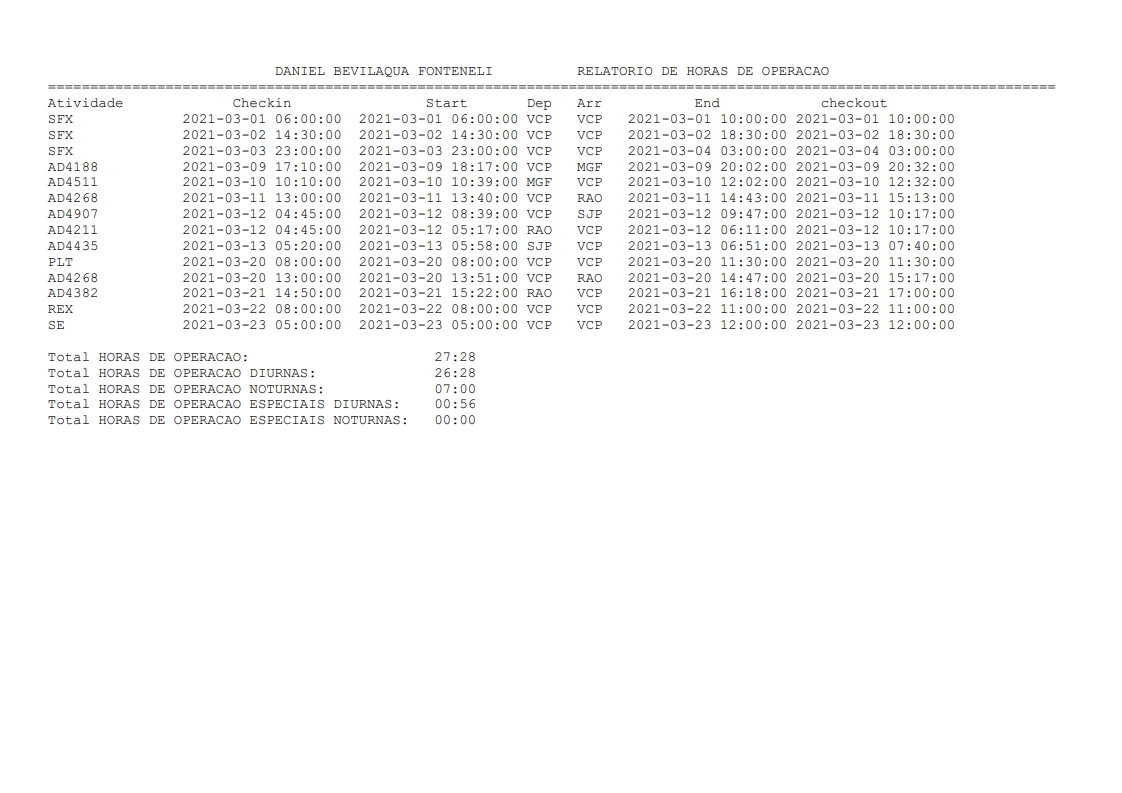 DANIEL BEVILAQUA FONTENELI RELATORIO DE HORAS DE OPERACAO
========================================================================================================================
Atividade Checkin Start Dep Arr End checkout
SFX 2021-03-01 06:00:00 2021-03-01 06:00:00 VCP VCP 2021-03-01 10:00:00 2021-03-01 10:00:00
SFX 2021-03-02 14:30:00 2021-03-02 14:30:00 VCP VCP 2021-03-02 18:30:00 2021-03-02 18:30:00
SFX 2021-03-03 23:00:00 2021-03-03 23:00:00 VCP VCP 2021-03-04 03:00:00 2021-03-04 03:00:00
AD4188 2021-03-09 17:10:00 2021-03-09 18:17:00 VCP MGF 2021-03-09 20:02:00 2021-03-09 20:32:00
AD4511 2021-03-10 10:10:00 2021-03-10 10:39:00 MGF VCP 2021-03-10 12:02:00 2021-03-10 12:32:00
AD4268 2021-03-11 13:00:00 2021-03-11 13:40:00 VCP RAO 2021-03-11 14:43:00 2021-03-11 15:13:00
AD4907 2021-03-12 04:45:00 2021-03-12 08:39:00 VCP SJP 2021-03-12 09:47:00 2021-03-12 10:17:00
AD4211 2021-03-12 04:45:00 2021-03-12 05:17:00 RAO VCP 2021-03-12 06:11:00 2021-03-12 10:17:00
AD4435 2021-03-13 05:20:00 2021-03-13 05:58:00 SJP VCP 2021-03-13 06:51:00 2021-03-13 07:40:00
PLT 2021-03-20 08:00:00 2021-03-20 08:00:00 VCP VCP 2021-03-20 11:30:00 2021-03-20 11:30:00
AD4268 2021-03-20 13:00:00 2021-03-20 13:51:00 VCP RAO 2021-03-20 14:47:00 2021-03-20 15:17:00
AD4382 2021-03-21 14:50:00 2021-03-21 15:22:00 RAO VCP 2021-03-21 16:18:00 2021-03-21 17:00:00
REX 2021-03-22 08:00:00 2021-03-22 08:00:00 VCP VCP 2021-03-22 11:00:00 2021-03-22 11:00:00
SE 2021-03-23 05:00:00 2021-03-23 05:00:00 VCP VCP 2021-03-23 12:00:00 2021-03-23 12:00:00
Total HORAS DE OPERACAO: 27:28
Total HORAS DE OPERACAO DIURNAS: 26:28
Total HORAS DE OPERACAO NOTURNAS: 07:00
Total HORAS DE OPERACAO ESPECIAIS DIURNAS: 00:56
Total HORAS DE OPERACAO ESPECIAIS NOTURNAS: 00:00